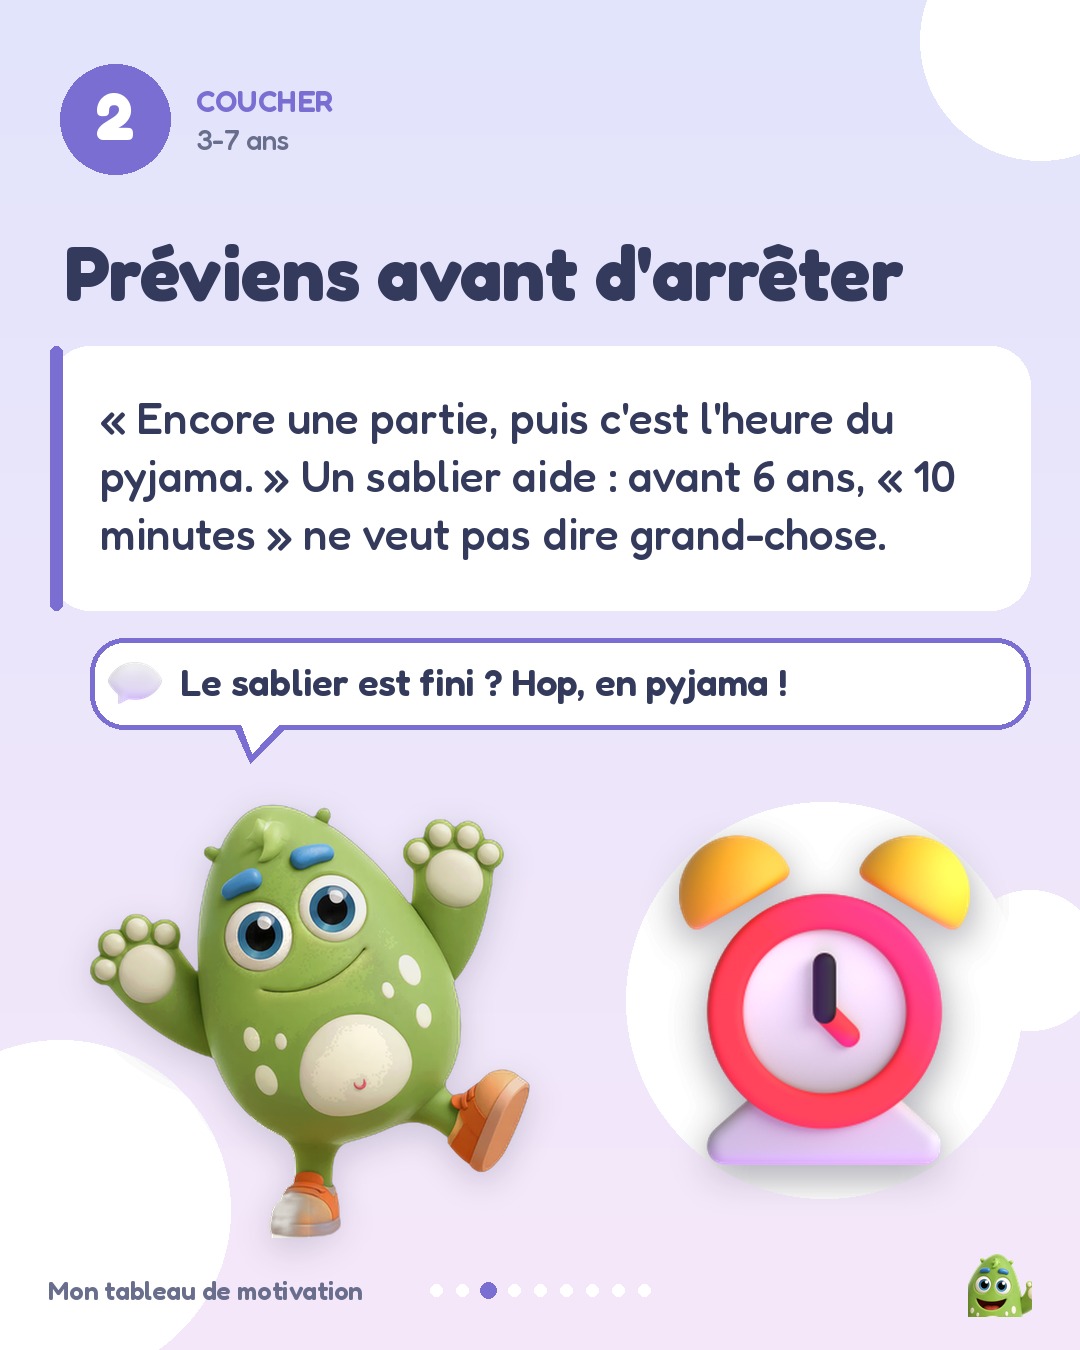 2
COUCHER
3-7 ans
Préviens avant d'arrêter
« Encore une partie, puis c'est l'heure du
pyjama. » Un sablier aide : avant 6 ans, « 10
minutes » ne veut pas dire grand-chose.
Le sablier est fini ? Hop, en pyjama !
Mon tableau de motivation